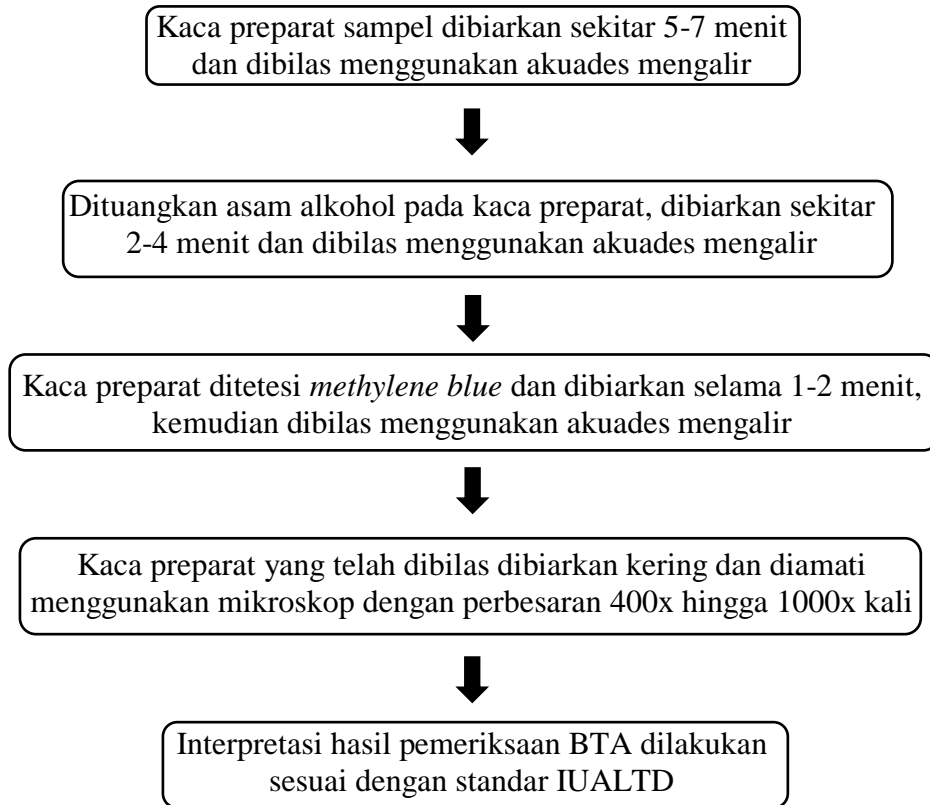 Kaca preparat sampel dibiarkan sekitar 5-7 menit
dan dibilas menggunakan akuades mengalir
Dituangkan asam alkohol pada kaca preparat, dibiarkan sekitar
2-4 menit dan dibilas menggunakan akuades mengalir
Kaca preparat ditetesi methylene blue dan dibiarkan selama 1-2 menit,
kemudian dibilas menggunakan akuades mengalir
Kaca preparat yang telah dibilas dibiarkan kering dan diamati
menggunakan mikroskop dengan perbesaran 400x hingga 1000x kali
Interpretasi hasil pemeriksaan BTA dilakukan
sesuai dengan standar IUALTD